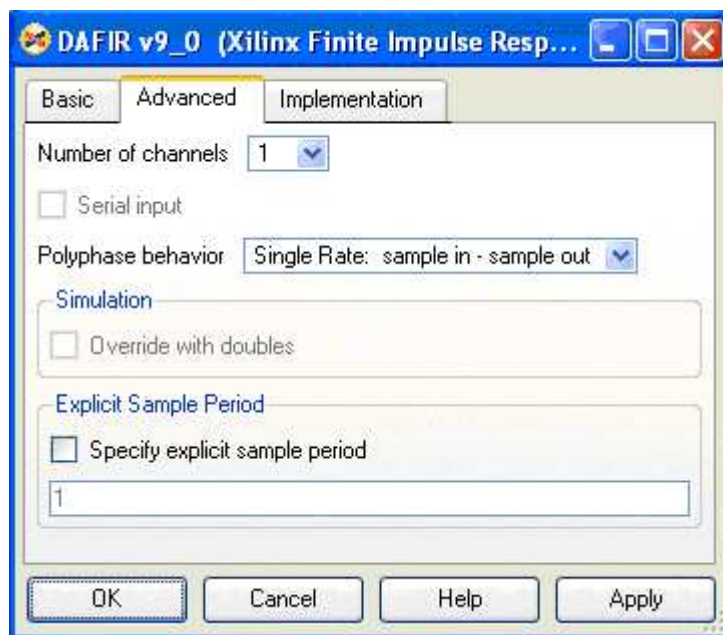 DAFIR v9_0 (Xilinx Finite Impulse Resp...
Basic Advanced Implementation
Number of channels 1
Serial input
Polyphase behavior Single Rate: sample in - sample out
Simulation
Override with doubles
Explicit Sample Period
Specify explicit sample period
1
OK Cancel Help Apply